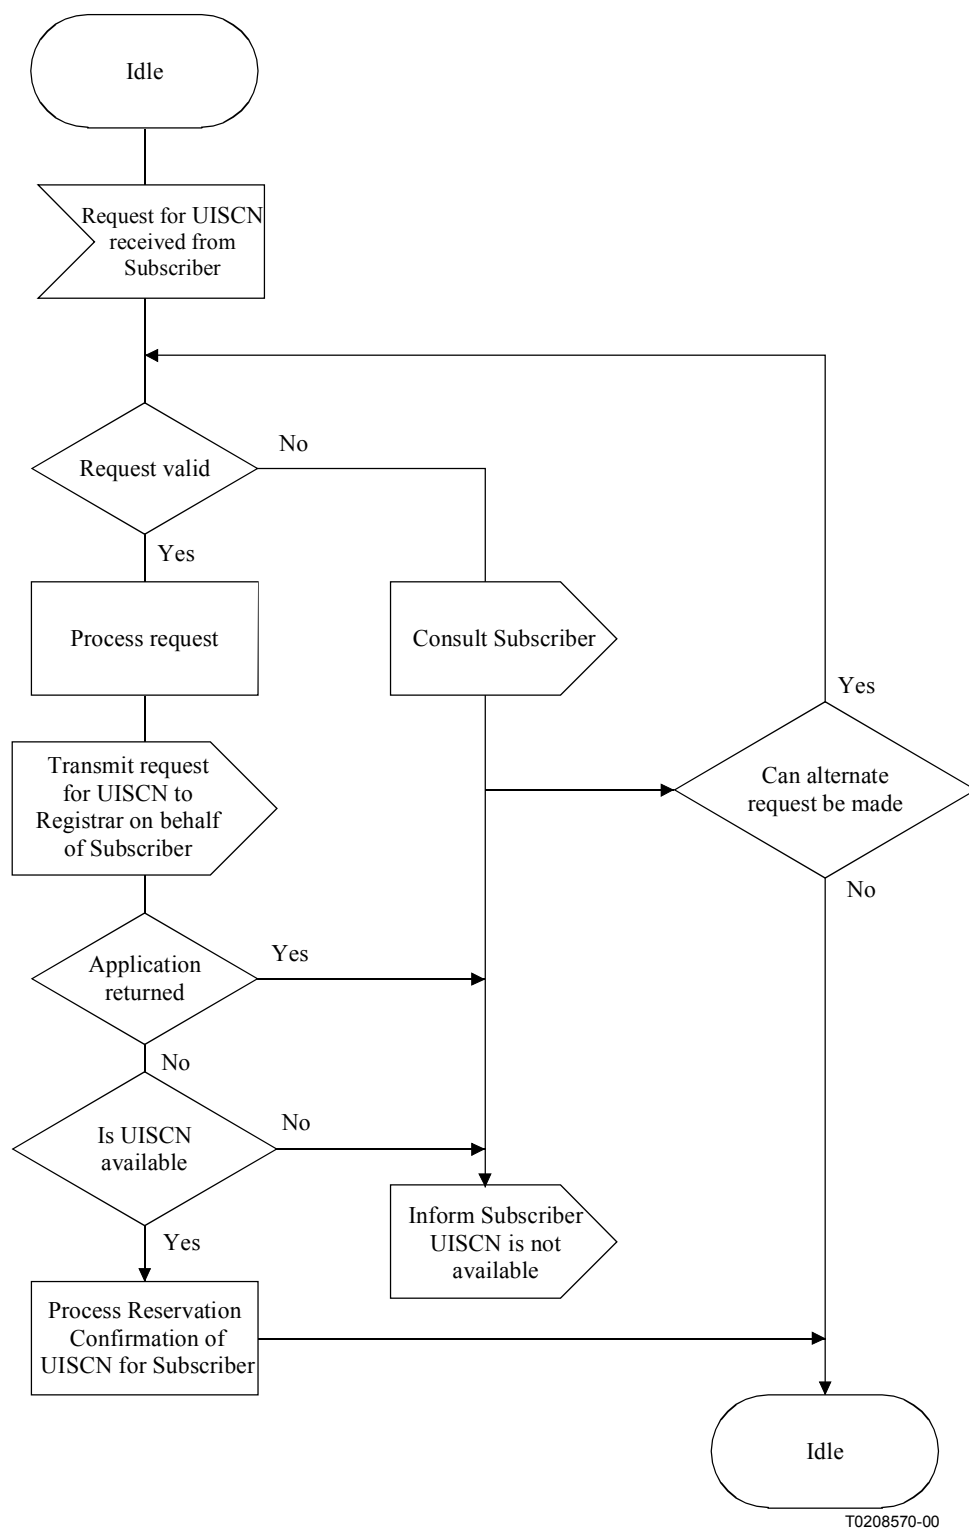 Idle
Request for UISCN
received from
Subscriber
Request valid
No
Yes
Process request
Consult Subscriber
Yes
Transmit request
for UISCN to
Registrar on behalf
of Subscriber
Can alternate
request be made
No
Application
returned
Yes
No
Is UISCN
available
No
Yes
Inform Subscriber
UISCN is not
available
Process Reservation
Confirmation of
UISCN for Subscriber
Idle
T0208570-00